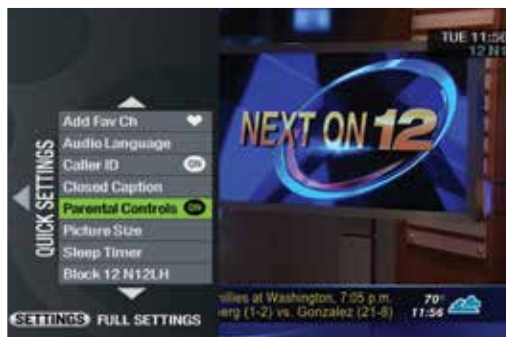 TUE 11:56
12 N1
NEXT ON 12
QUICK SETTINGS
Add Fav Ch
Audio Language
Caller ID ON
Closed Caption
Parental Controls ON
Picture Size
Sleep Timer
Block 12 N12LH
SETTINGS FULL SETTINGS
illies at Washington, 7:05 p.m.
erg (1-2) vs. Gonzalez (21-8)
70°
11:56